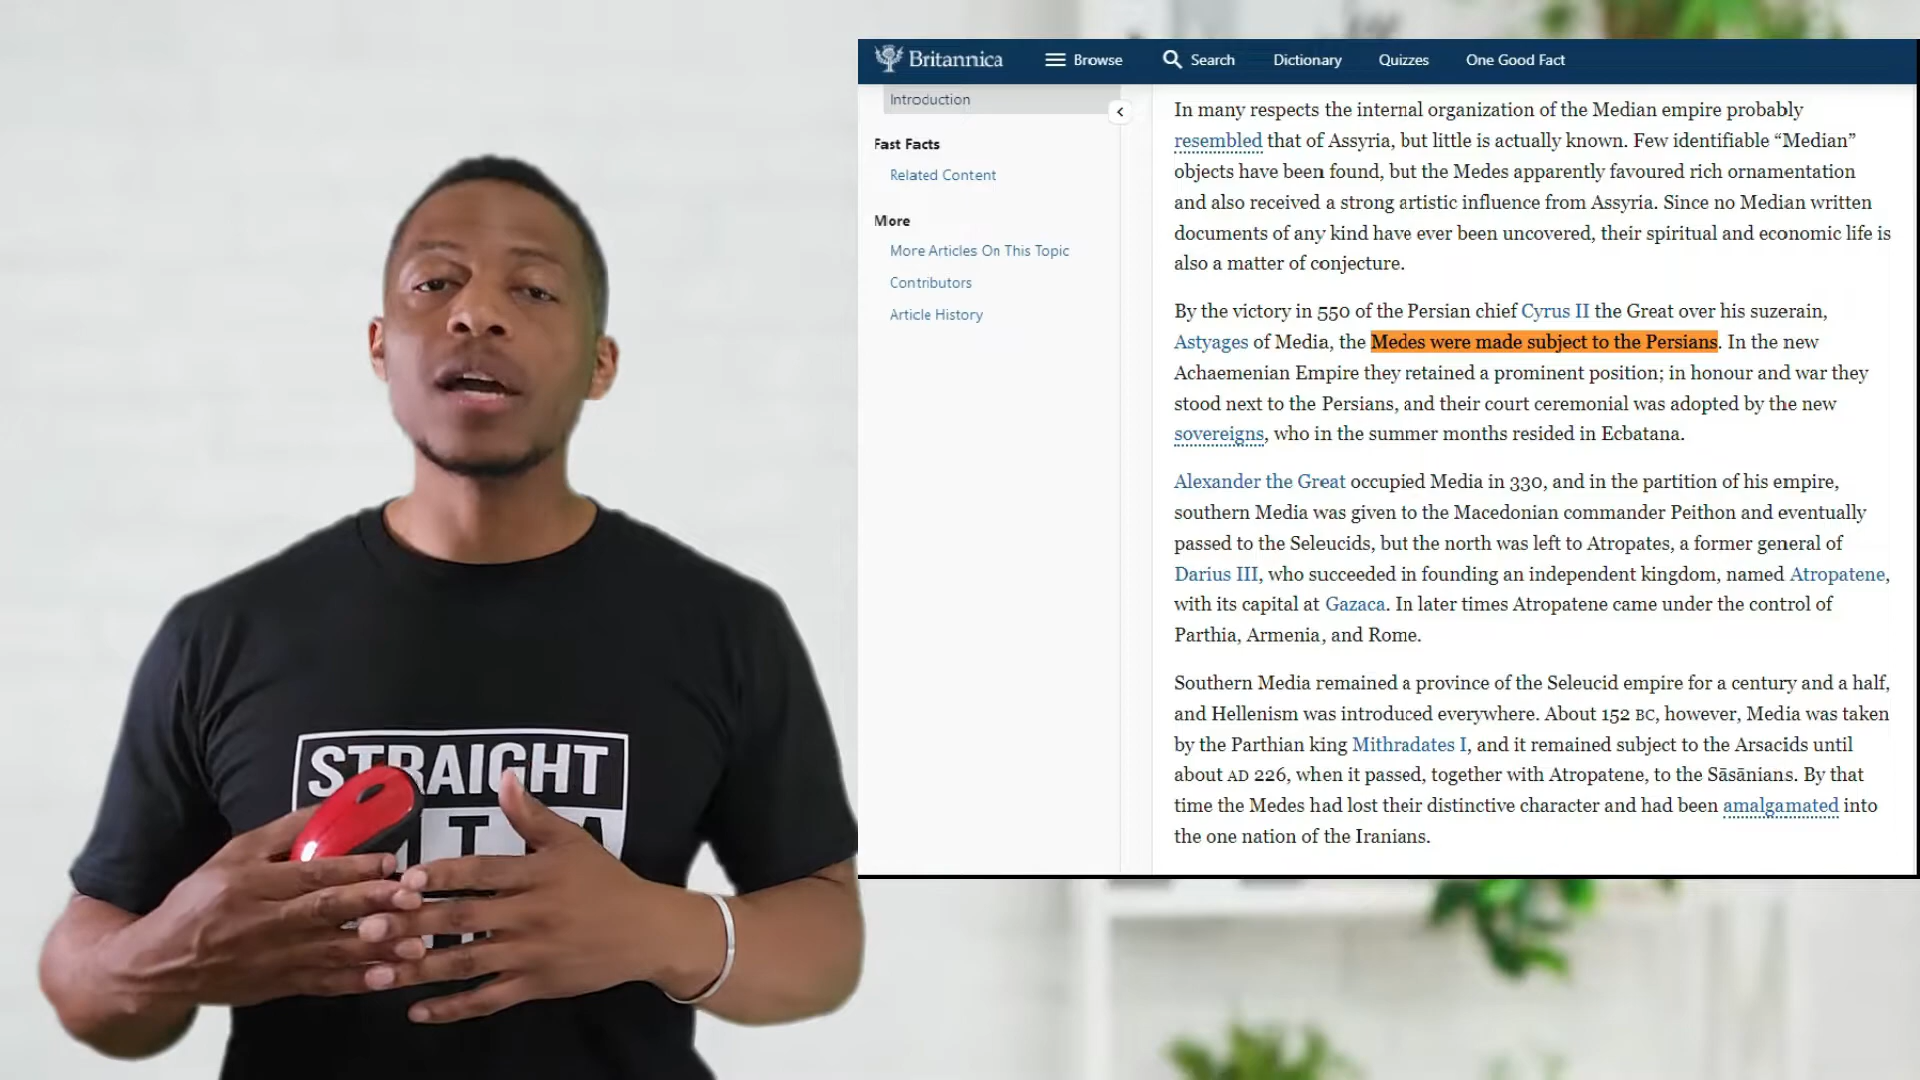 Britannica
Browse
Search
Dictionary
Quizzes
One Good Fact
Introduction
Fast Facts
Related Content
More
More Articles On This Topic
Contributors
Article History
In many respects the internal organization of the Median empire probably
resembled that of Assyria, but little is actually known. Few identifiable “Median”
objects have been found, but the Medes apparently favoured rich ornamentation
and also received a strong artistic influence from Assyria. Since no Median written
documents of any kind have ever been uncovered, their spiritual and economic life is
also a matter of conjecture.
By the victory in 550 of the Persian chief Cyrus II the Great over his suzerain,
Astyages of Media, the Medes were made subject to the Persians. In the new
Achaemenian Empire they retained a prominent position; in honour and war they
stood next to the Persians, and their court ceremonial was adopted by the new
sovereigns, who in the summer months resided in Ecbatana.
Alexander the Great occupied Media in 330, and in the partition of his empire,
southern Media was given to the Macedonian commander Peithon and eventually
passed to the Seleucids, but the north was left to Atropates, a former general of
Darius III, who succeeded in founding an independent kingdom, named Atropatene,
with its capital at Gazaca. In later times Atropatene came under the control of
Parthia, Armenia, and Rome.
Southern Media remained a province of the Seleucid empire for a century and a half,
and Hellenism was introduced everywhere. About 152 BC, however, Media was taken
by the Parthian king Mithradates I, and it remained subject to the Arsacids until
about AD 226, when it passed, together with Atropatene, to the Sāsānians. By that
time the Medes had lost their distinctive character and had been amalgamated into
the one nation of the Iranians.
STRAIGHT